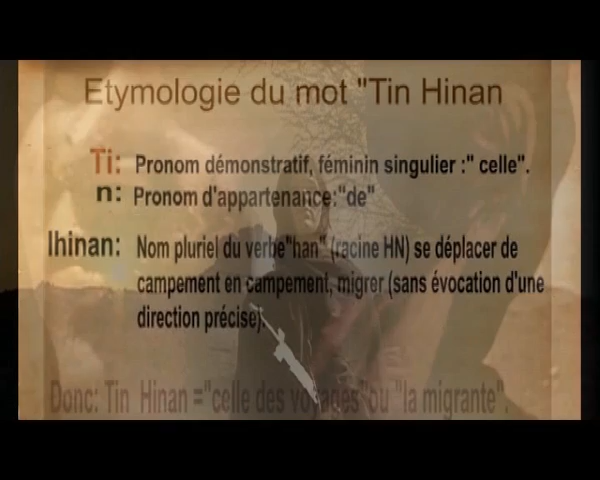 Etymologie du mot "Tin Hinan
Ti: Pronom démonstratif, féminin singulier :" celle".
n: Pronom d'appartenance:"de"
Ihinan: Nom pluriel du verbe"han" (racine HN) se déplacer de
campement en campement, migrer (sans évocation d'une
direction précise).
Donc: Tin Hinan ="celle des voyages"ou "la migrante".